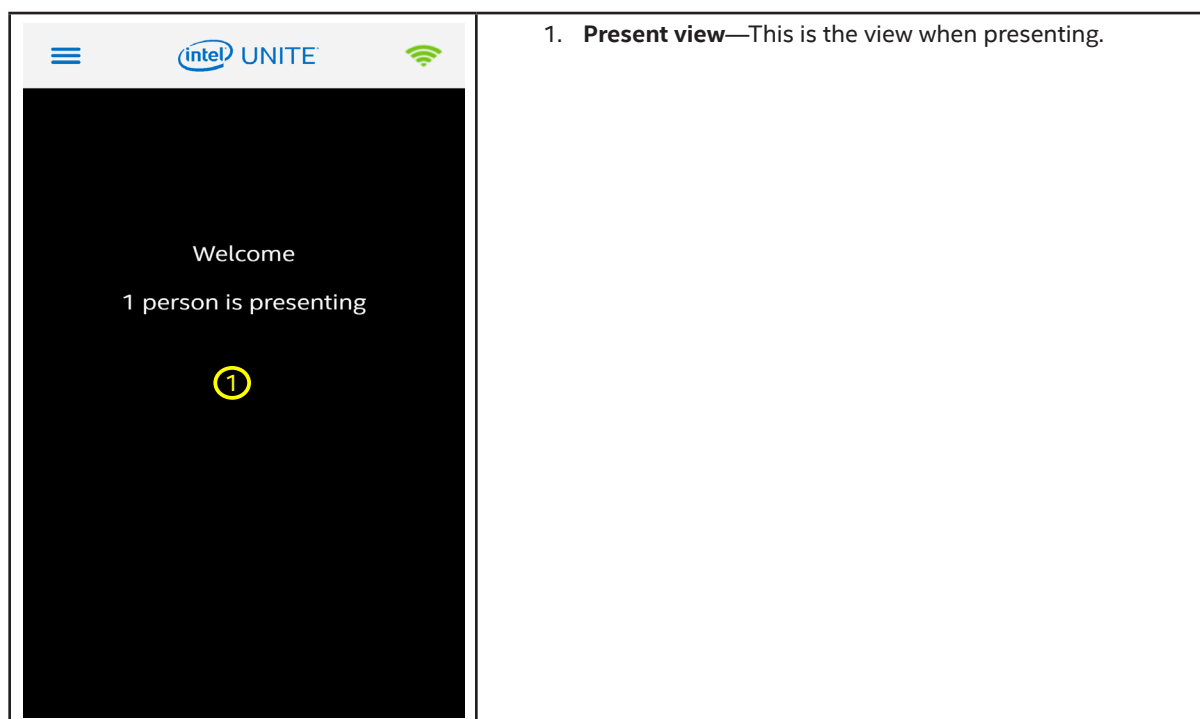 intel UNITE
Welcome
1 person is presenting
1
1. Present view—This is the view when presenting.